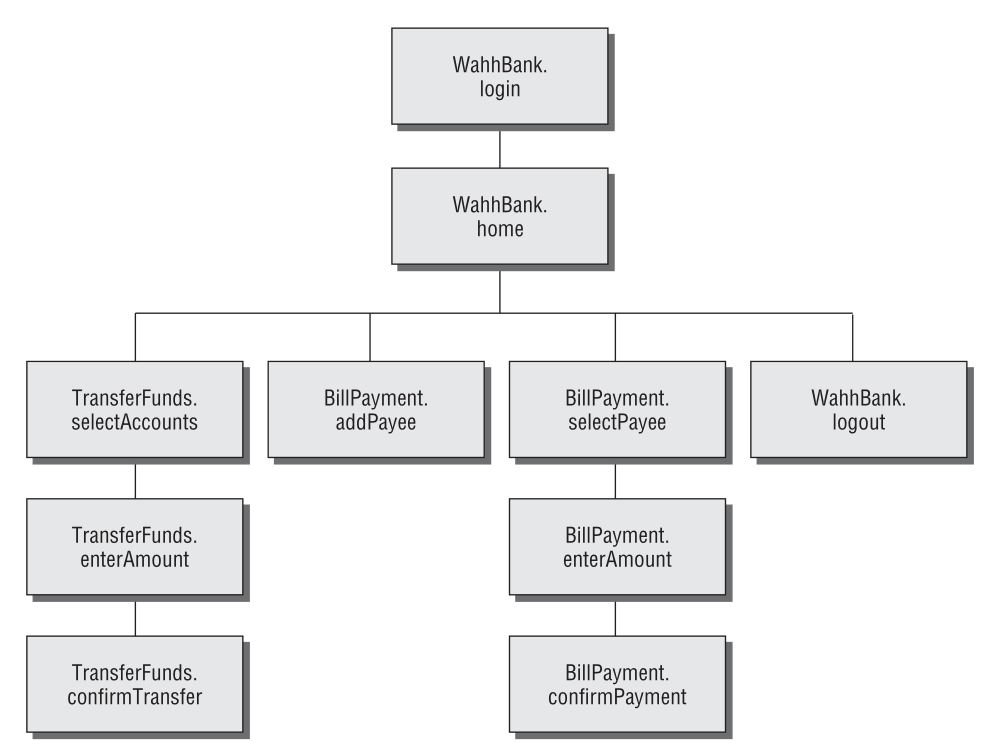 WahhBank.
login
WahhBank.
home
TransferFunds.
selectAccounts
BillPayment.
addPayee
BillPayment.
selectPayee
WahhBank.
logout
TransferFunds.
enterAmount
BillPayment.
enterAmount
TransferFunds.
confirmTransfer
BillPayment.
confirmPayment